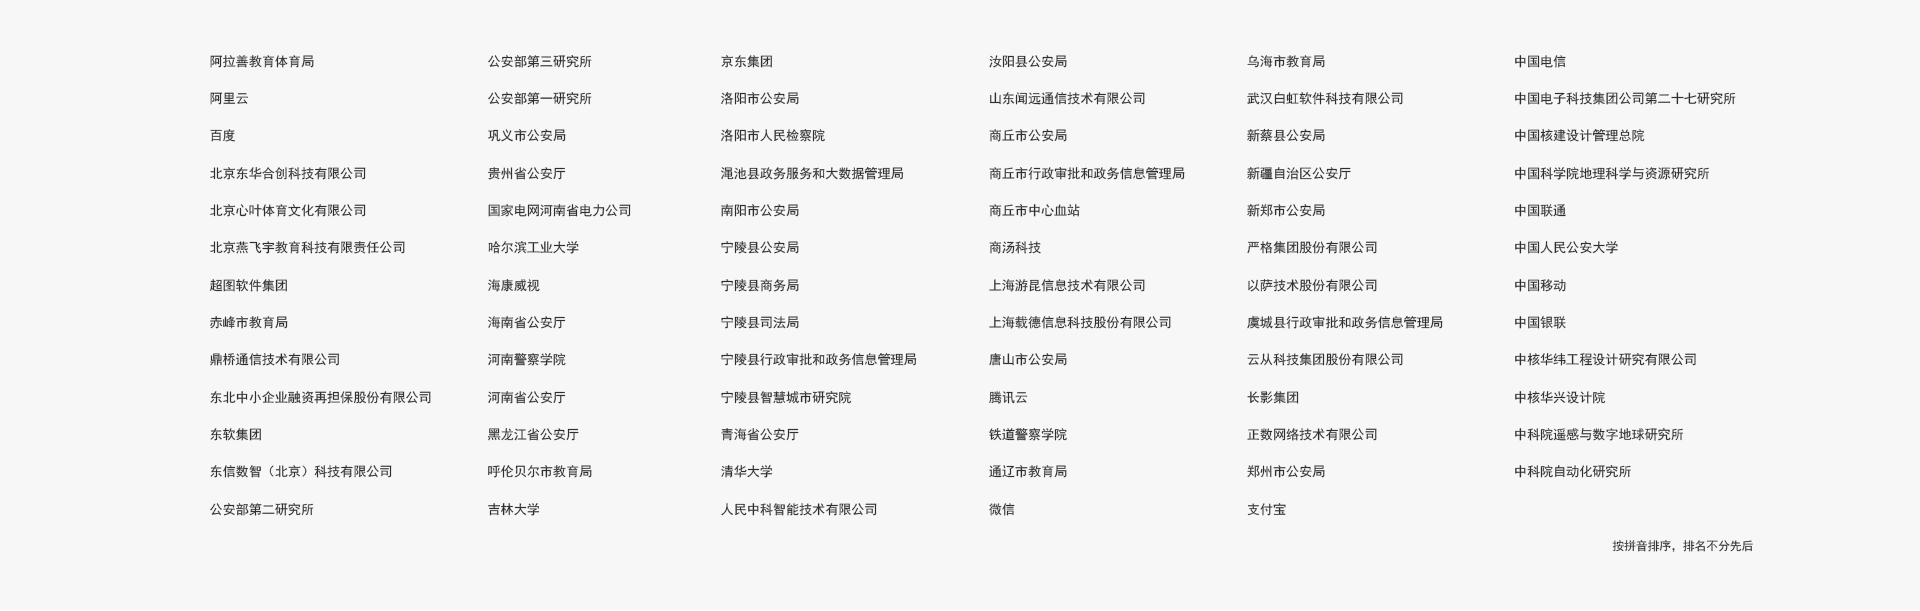 阿拉善教育体育局
阿里云
百度
北京东华合创科技有限公司
北京心叶体育文化有限公司
北京燕飞宇教育科技有限责任公司
超图软件集团
赤峰市教育局
鼎桥通信技术有限公司
东北中小企业融资再担保股份有限公司
东软集团
东信数智（北京）科技有限公司
公安部第二研究所
公安部第三研究所
公安部第一研究所
巩义市公安局
贵州省公安厅
国家电网河南省电力公司
哈尔滨工业大学
海康威视
海南省公安厅
河南警察学院
河南省公安厅
黑龙江省公安厅
呼伦贝尔市教育局
吉林大学
京东集团
洛阳市公安局
洛阳市人民检察院
渑池县政务服务和大数据管理局
南阳市公安局
宁陵县公安局
宁陵县商务局
宁陵县司法局
宁陵县行政审批和政务信息管理局
宁陵县智慧城市研究院
青海省公安厅
清华大学
人民中科智能技术有限公司
汝阳县公安局
山东闻远通信技术有限公司
商丘市公安局
商丘市行政审批和政务信息管理局
商丘市中心血站
商汤科技
上海游昆信息技术有限公司
上海载德信息科技股份有限公司
唐山市公安局
腾讯云
铁道警察学院
通辽市教育局
微信
乌海市教育局
武汉白虹软件科技有限公司
新蔡县公安局
新疆自治区公安厅
新郑市公安局
严格集团股份有限公司
以萨技术股份有限公司
虞城县行政审批和政务信息管理局
云从科技集团股份有限公司
长影集团
正数网络技术有限公司
郑州市公安局
支付宝
中国电信
中国电子科技集团公司第二十七研究所
中国核建设计管理总院
中国科学院地理科学与资源研究所
中国联通
中国人民公安大学
中国移动
中国银联
中核华纬工程设计研究有限公司
中核华兴设计院
中科院遥感与数字地球研究所
中科院自动化研究所
按拼音排序，排名不分先后